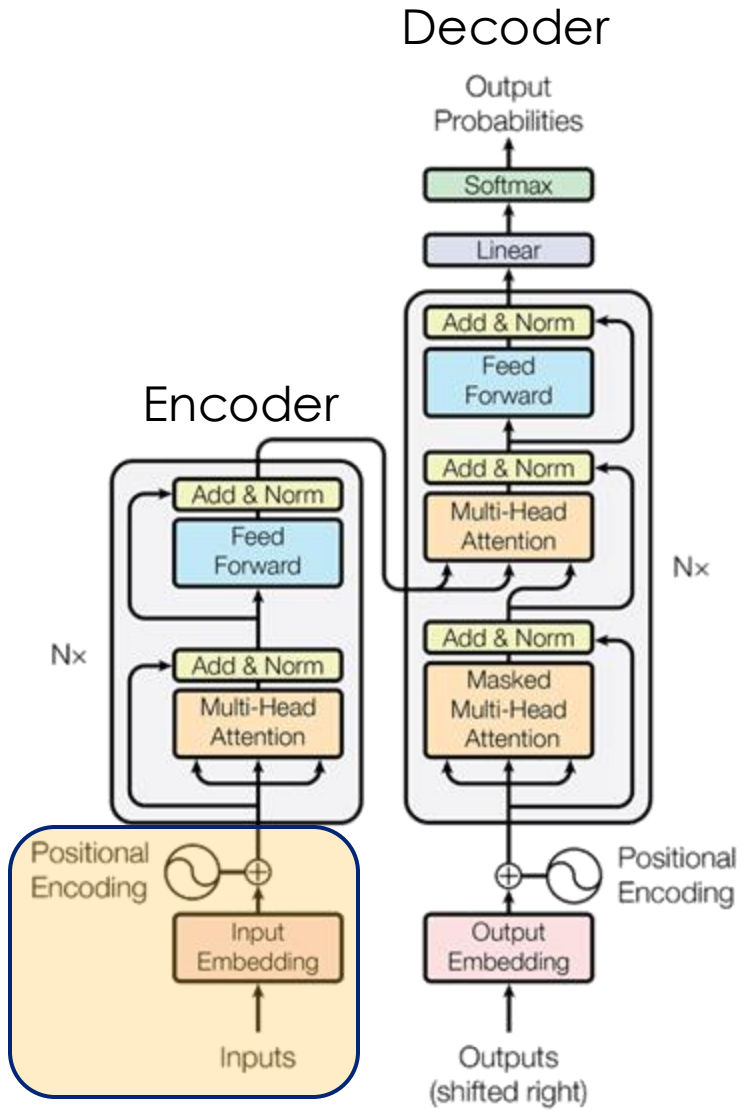 Decoder
Output
Probabilities
Softmax
Linear
Add & Norm
Feed
Forward
Add & Norm
Multi-Head
Attention
Nx
Add & Norm
Masked
Multi-Head
Attention
Positional
Encoding
Output
Embedding
Outputs
(shifted right)
Encoder
Add & Norm
Feed
Forward
Nx
Add & Norm
Multi-Head
Attention
Positional
Encoding
Input
Embedding
Inputs